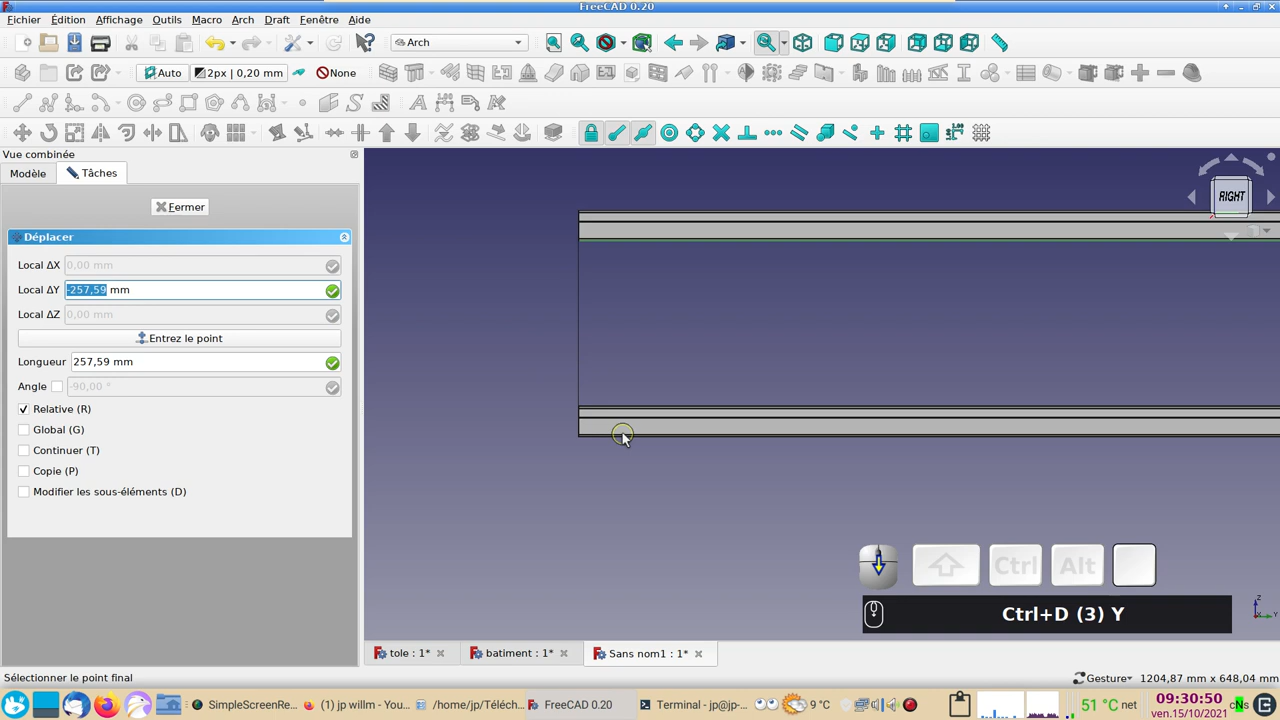 FreeCAD 0.20
Fichier Édition Affichage Outils Macro Arch Draft Fenêtre Aide
Arch
Auto 2px | 0,20 mm None
Vue combinée
Modèle Tâches
Fermer
Déplacer
Local ΔX 0,00 mm
Local ΔY -257,59 mm
Local ΔZ 0,00 mm
Entrez le point
Longueur 257,59 mm
Angle -90,00 °
Relative (R)
Global (G)
Continuer (T)
Copie (P)
Modifier les sous-éléments (D)
RIGHT
Ctrl Alt
Ctrl+D (3) Y
Z
Y
tole : 1* batiment : 1* Sans nom1 : 1*
Sélectionner le point final Gesture 1204,87 mm x 648,04 mm
SimpleScreenRe... (1) jp willm - You... /home/jp/Téléch... FreeCAD 0.20 Terminal - jp@jp-... 9 °C 51 °C net 09:30:50
ven.15/10/2021 cNs